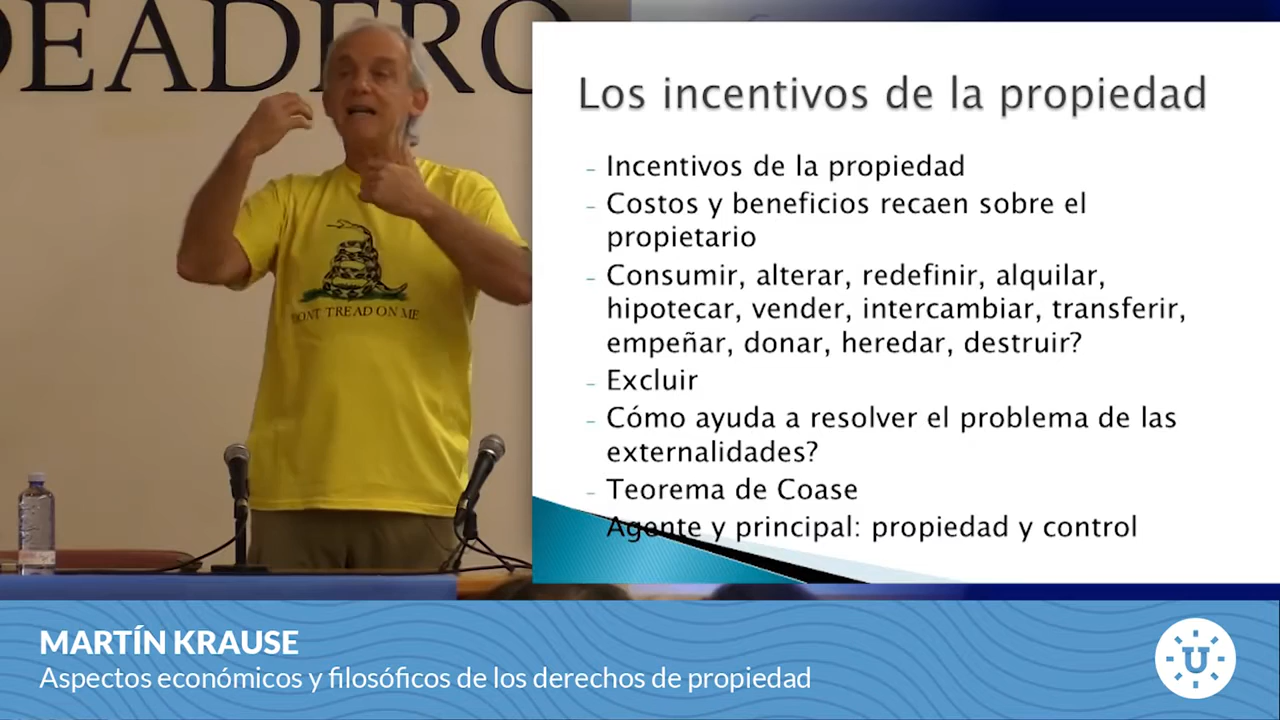 DEADERO
Los incentivos de la propiedad
- Incentivos de la propiedad
- Costos y beneficios recaen sobre el
propietario
- Consumir, alterar, redefinir, alquilar,
hipotecar, vender, intercambiar, transferir,
empeñar, donar, heredar, destruir?
- Excluir
- Cómo ayuda a resolver el problema de las
externalidades?
- Teorema de Coase
Agente y principal: propiedad y control
DONT TREAD ON ME
MARTÍN KRAUSE
Aspectos económicos y filosóficos de los derechos de propiedad
U